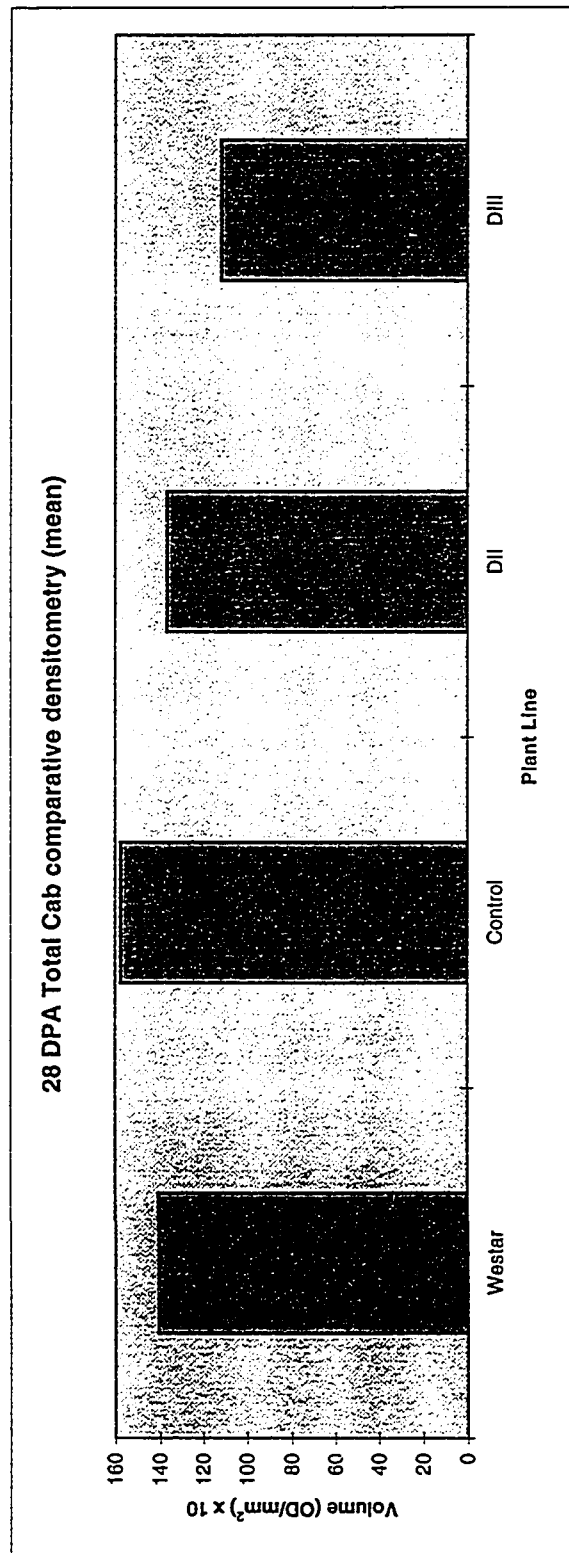 28 DPA Total Cab comparative densitometry (mean)
Volume (OD/mm²) x 10
160
140
120
100
80
60
40
20
0
Westar
Control
DII
DIII
Plant Line